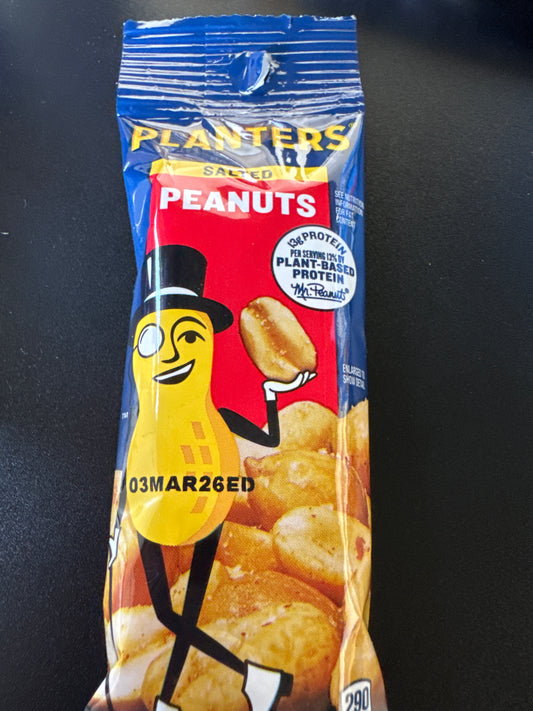 PLANTERS
SALTED
PEANUTS
SEE NUTRITION
INFORMATION
FOR FAT
CONTENT
13g PROTEIN
PER SERVING 13% DV
PLANT-BASED
PROTEIN
Mr. Peanut®
ENLARGED TO
SHOW DETAIL
TM
03MAR26ED
290